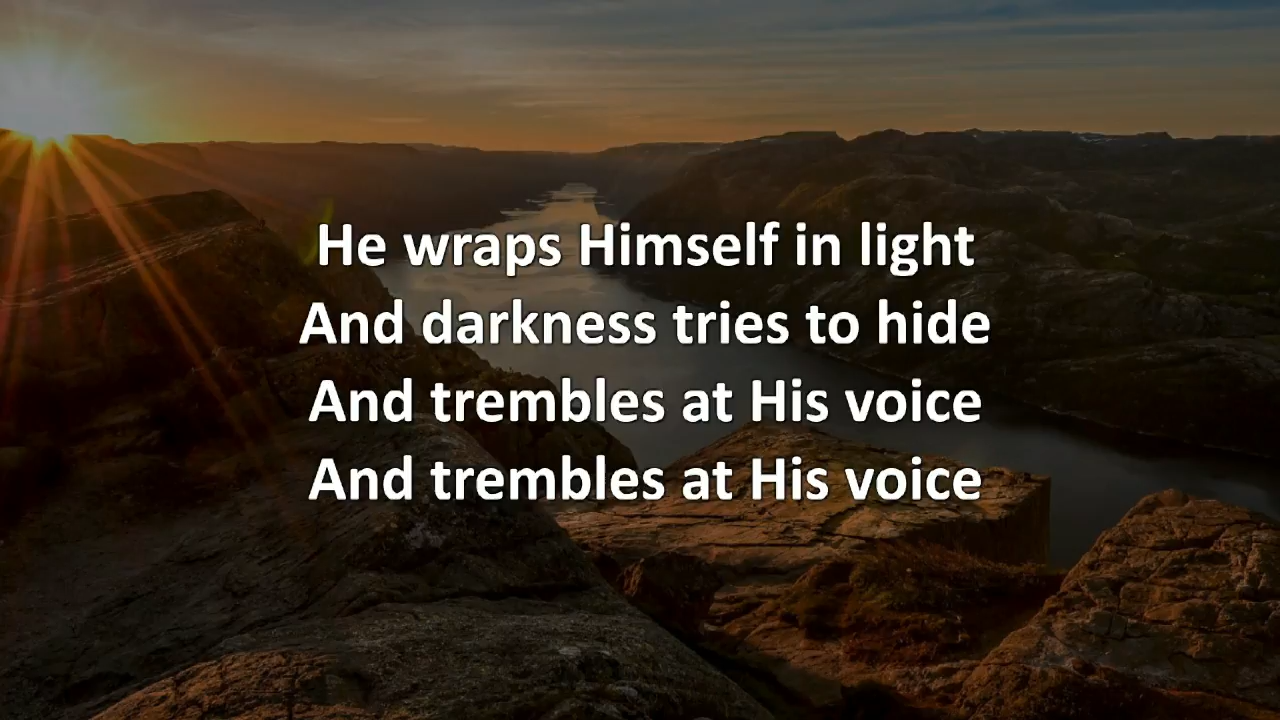 He wraps Himself in light
And darkness tries to hide
And trembles at His voice
And trembles at His voice